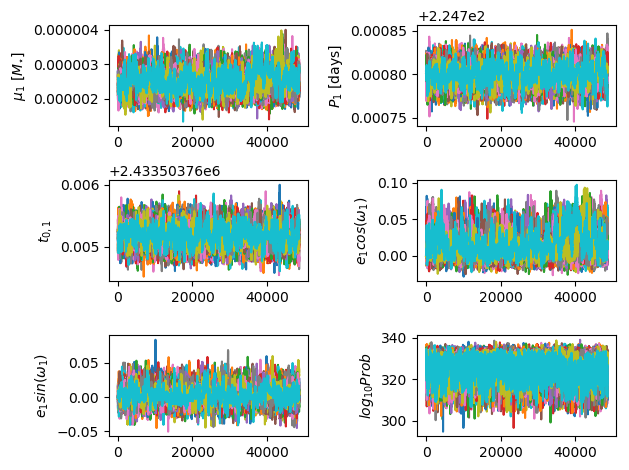 0.000004
0.000003
0.000002
μ₁ [M.]
0 20000 40000
+2.247e2
0.00085
0.00080
0.00075
P₁ [days]
0 20000 40000
+2.43350376e6
0.006
0.005
t₀,₁
0 20000 40000
0.10
0.05
0.00
e₁cos(ω₁)
0 20000 40000
0.05
0.00
−0.05
e₁sin(ω₁)
0 20000 40000
340
320
300
log₁₀Prob
0 20000 40000